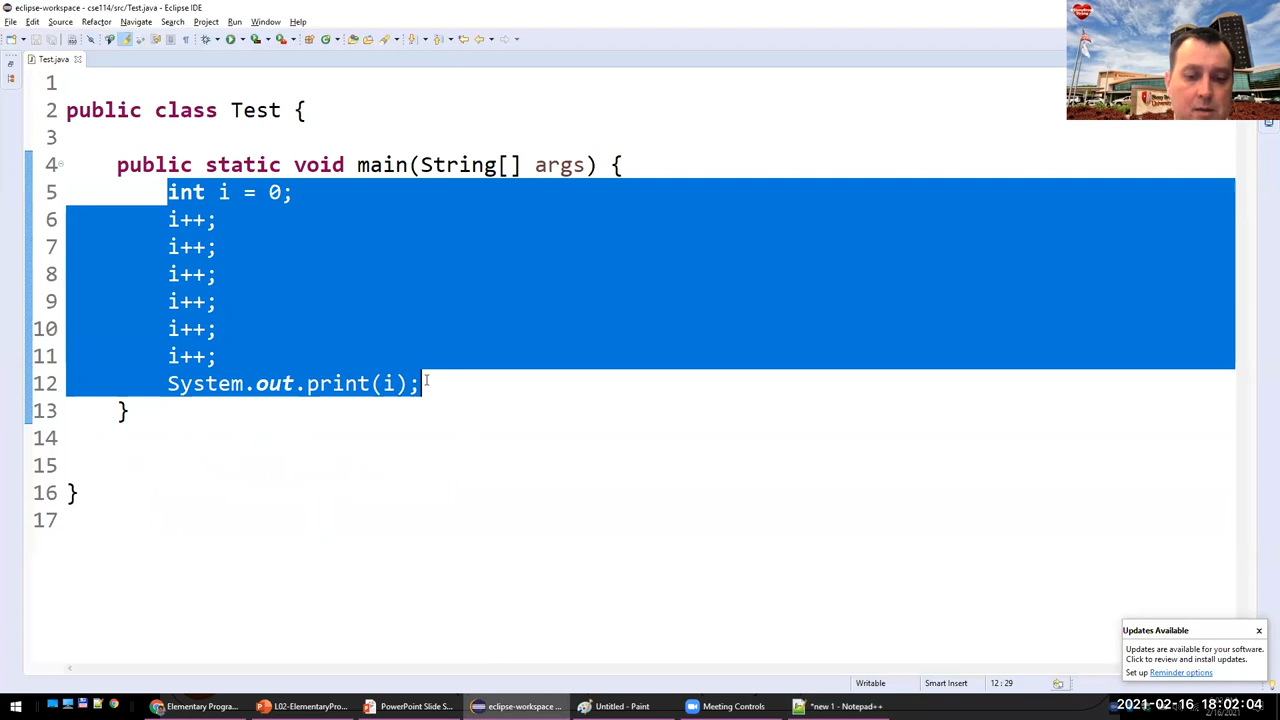 eclipse-workspace - cse114/src/Test.java - Eclipse IDE
File Edit Source Refactor Navigate Search Project Run Window Help
Test.java
1
2 public class Test {
3
4 public static void main(String[] args) {
5 int i = 0;
6 i++;
7 i++;
8 i++;
9 i++;
10 i++;
11 i++;
12 System.out.print(i);
13 }
14
15
16 }
17
Updates Available
Updates are available for your software.
Click to review and install updates.
Set up Reminder options
Writable Smart Insert 12 : 29
Elementary Progra... L02-ElementaryPro... PowerPoint Slide S... eclipse-workspace ... Untitled - Paint Meeting Controls *new 1 - Notepad++
2021-02-16 18:02:04